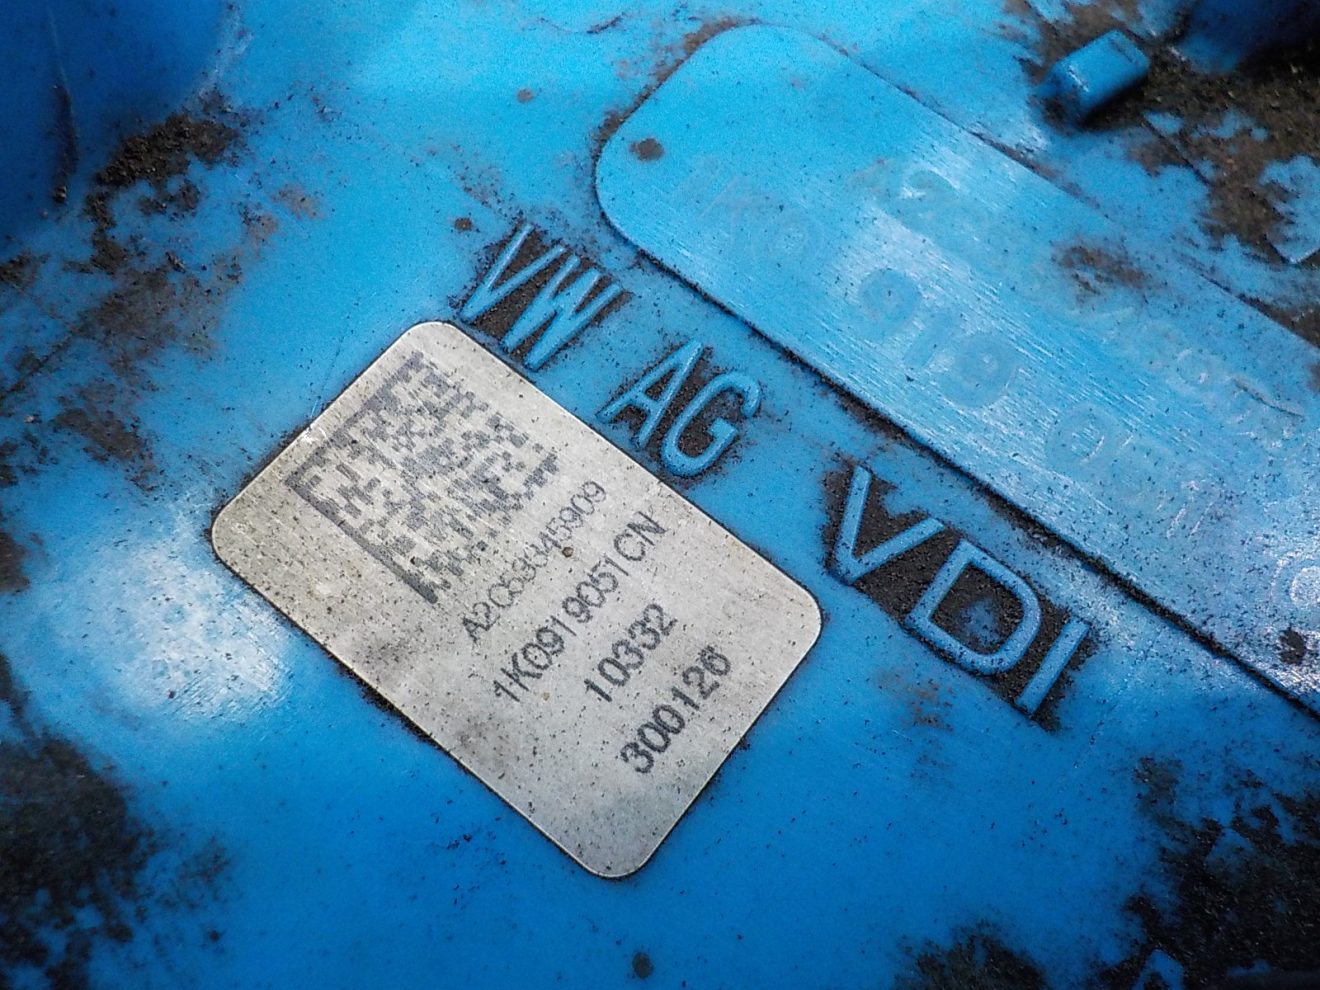 VW AG VDI
A2C53345909
1K0919051CN
10332
300126